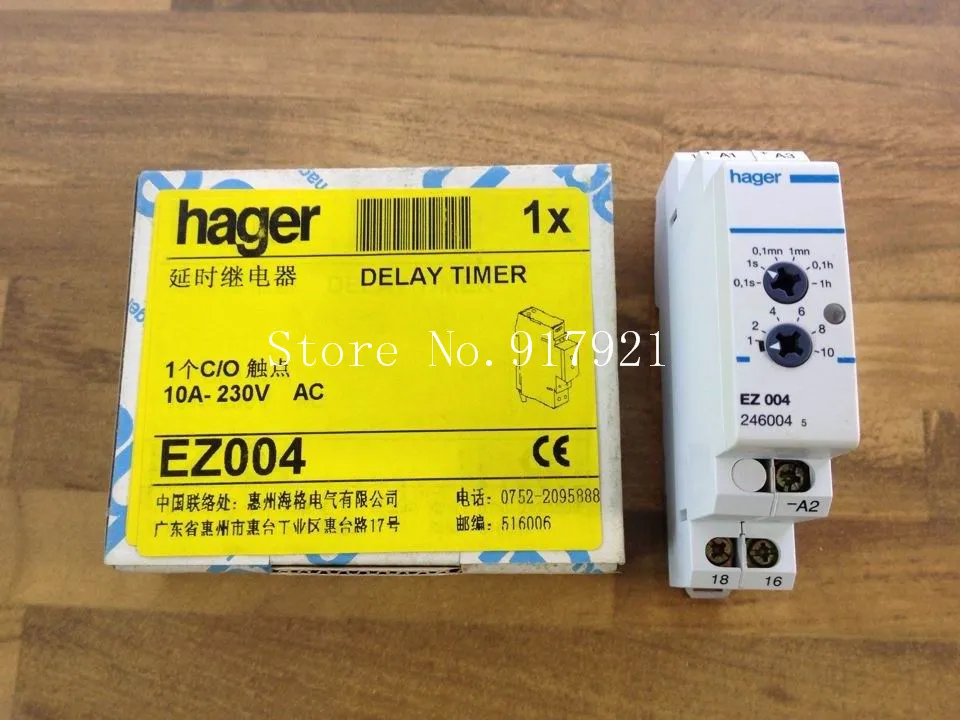 hager 1x
延时继电器 DELAY TIMER
1个C/O 触点
10A- 230V AC
EZ004 CE
中国联络处: 惠州海格电气有限公司 电话: 0752-2095888
广东省惠州市惠台工业区惠台路17号 邮编: 516006
Store No.917921
A1 A3
hager
0,1mn 1mn
1s 0,1h
0,1s 1h
4 6
2 8
1 10
EZ 004
246004 5
A2
18 16